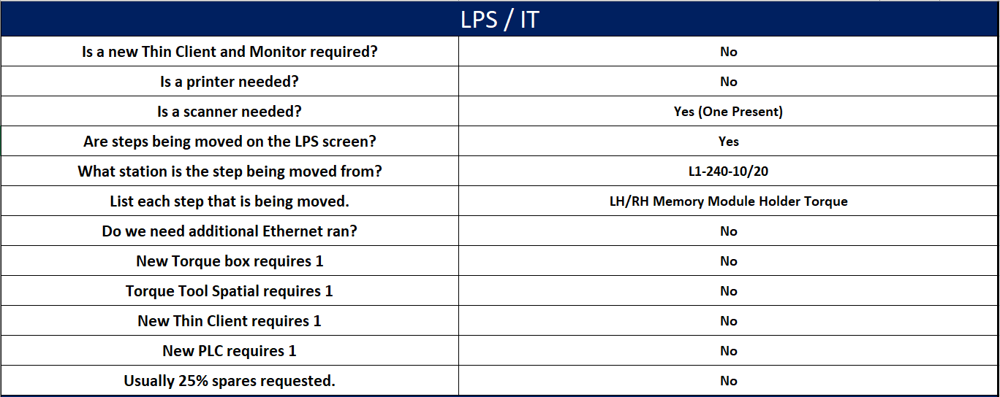 LPS / IT
Is a new Thin Client and Monitor required? No
Is a printer needed? No
Is a scanner needed? Yes (One Present)
Are steps being moved on the LPS screen? Yes
What station is the step being moved from? L1-240-10/20
List each step that is being moved. LH/RH Memory Module Holder Torque
Do we need additional Ethernet ran? No
New Torque box requires 1 No
Torque Tool Spatial requires 1 No
New Thin Client requires 1 No
New PLC requires 1 No
Usually 25% spares requested. No